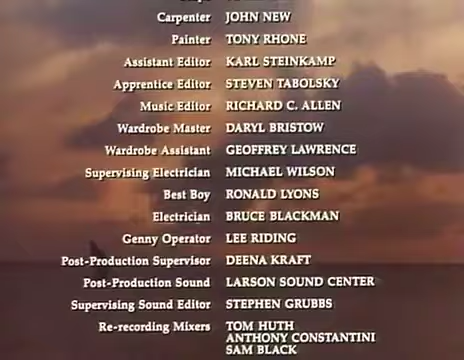 Carpenter JOHN NEW
Painter TONY RHONE
Assistant Editor KARL STEINKAMP
Apprentice Editor STEVEN TABOLSKY
Music Editor RICHARD C. ALLEN
Wardrobe Master DARYL BRISTOW
Wardrobe Assistant GEOFFREY LAWRENCE
Supervising Electrician MICHAEL WILSON
Best Boy RONALD LYONS
Electrician BRUCE BLACKMAN
Genny Operator LEE RIDING
Post-Production Supervisor DEENA KRAFT
Post-Production Sound LARSON SOUND CENTER
Supervising Sound Editor STEPHEN GRUBBS
Re-recording Mixers TOM HUTH
ANTHONY CONSTANTINI
SAM BLACK